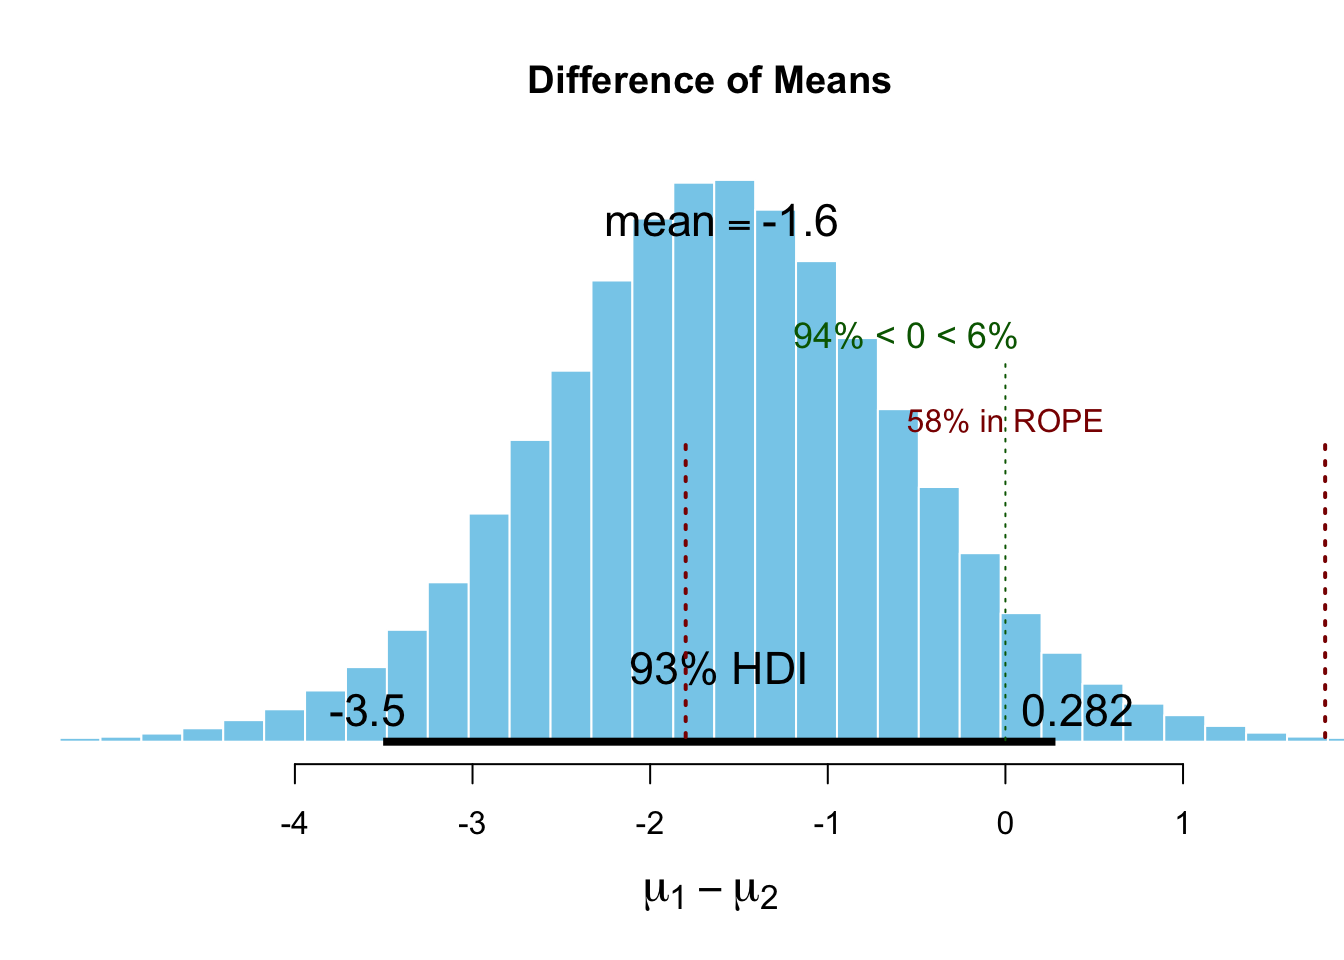 Difference of Means
mean = -1.6
94% < 0 < 6%
58% in ROPE
93% HDI
-3.5 0.282
-4 -3 -2 -1 0 1
μ1 − μ2